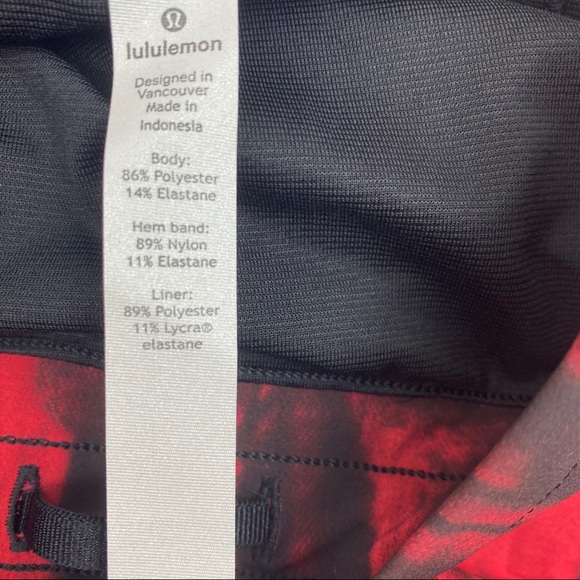 lululemon
Designed in
Vancouver
Made in
Indonesia
Body:
86% Polyester
14% Elastane
Hem band:
89% Nylon
11% Elastane
Liner:
89% Polyester
11% Lycra®
elastane